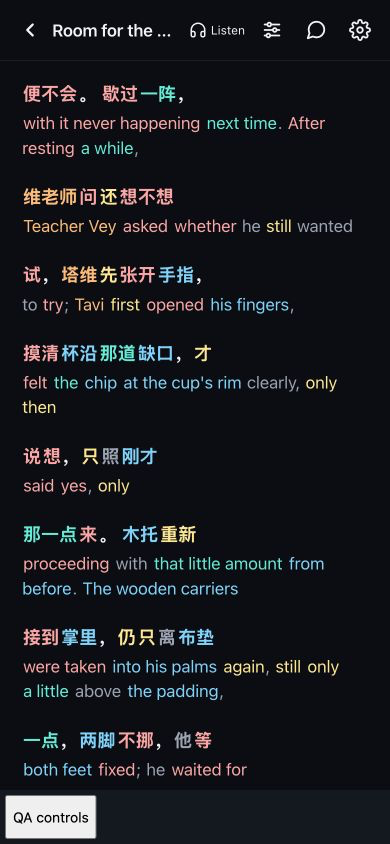 Room for the ...
Listen
便不会。歇过一阵，
with it never happening next time. After
resting a while,
维老师问还想不想
Teacher Vey asked whether he still wanted
试，塔维先张开手指，
to try; Tavi first opened his fingers,
摸清杯沿那道缺口，才
felt the chip at the cup's rim clearly, only
then
说想，只照刚才
said yes, only
那一点来。木托重新
proceeding with that little amount from
before. The wooden carriers
接到掌里，仍只离布垫
were taken into his palms again, still only
a little above the padding,
一点，两脚不挪，他等
both feet fixed; he waited for
QA controls